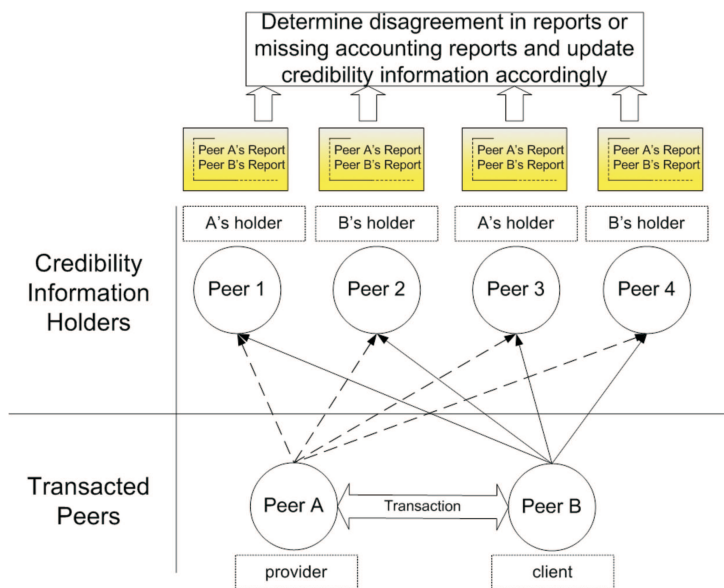 Determine disagreement in reports or
missing accounting reports and update
credibility information accordingly
Peer A's Report
Peer B's Report
Peer A's Report
Peer B's Report
Peer A's Report
Peer B's Report
Peer A's Report
Peer B's Report
A's holder
B's holder
A's holder
B's holder
Credibility
Information
Holders
Peer 1
Peer 2
Peer 3
Peer 4
Transacted
Peers
Peer A
Transaction
Peer B
provider
client